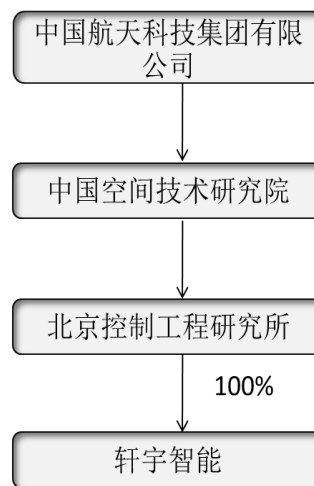 中国航天科技集团有限
公司
中国空间技术研究院
北京控制工程研究所
100%
轩宇智能